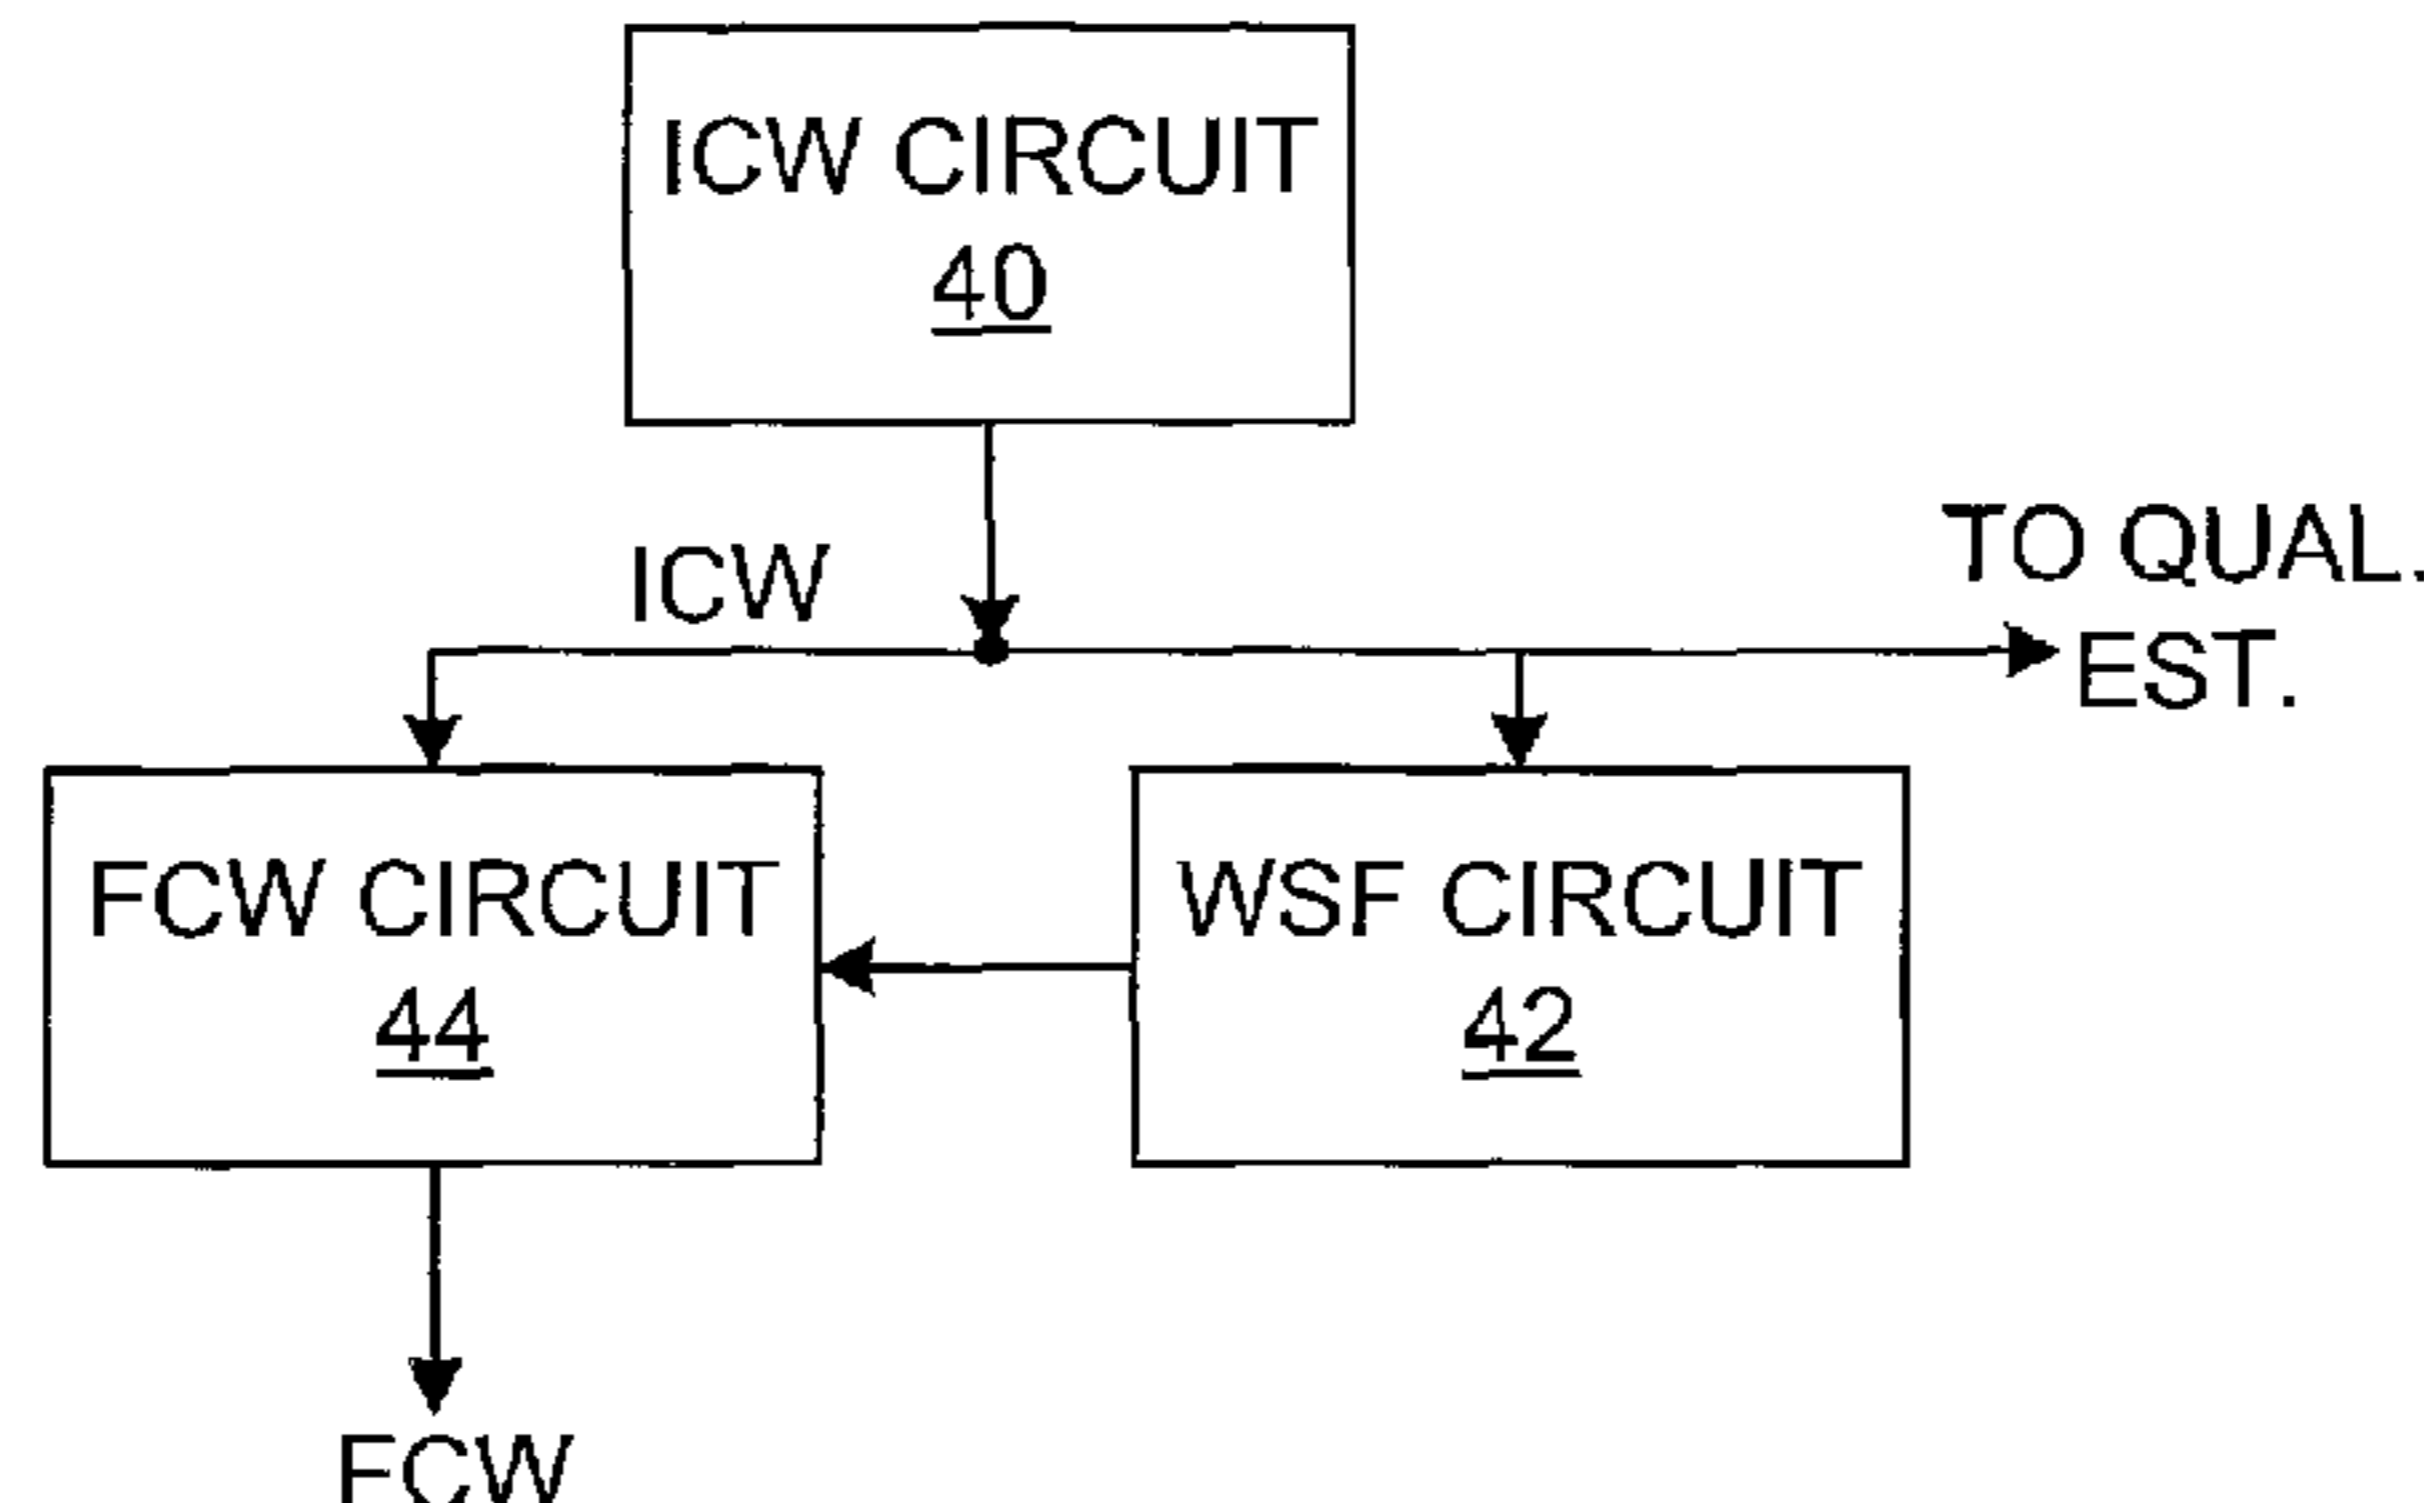 ICW CIRCUIT
40
ICW
TO QUAL.
EST.
FCW CIRCUIT
44
WSF CIRCUIT
42
FCW